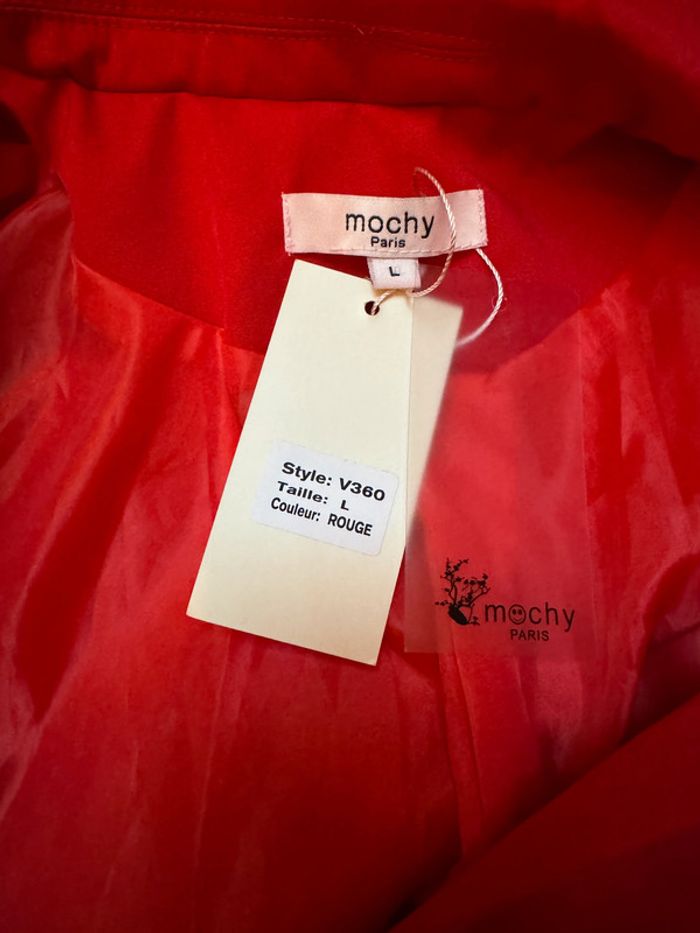 mochy
Paris
L
Style: V360
Taille: L
Couleur: ROUGE
mochy
PARIS